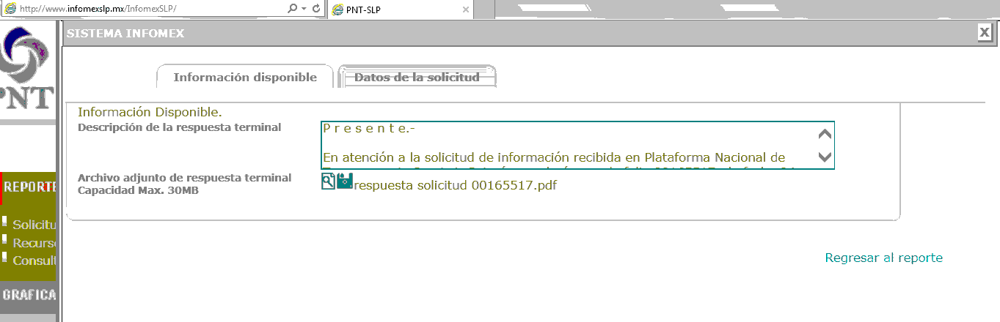 http://www.infomexslp.mx/InfomexSLP/
PNT-SLP
SISTEMA INFOMEX
PNT
Información disponible
Datos de la solicitud
Información Disponible.
Descripción de la respuesta terminal
P r e s e n t e.-
En atención a la solicitud de información recibida en Plataforma Nacional de
Archivo adjunto de respuesta terminal
Capacidad Max. 30MB
respuesta solicitud 00165517.pdf
REPORTE
Solicitu
Recurso
Consult
GRAFICA
Regresar al reporte